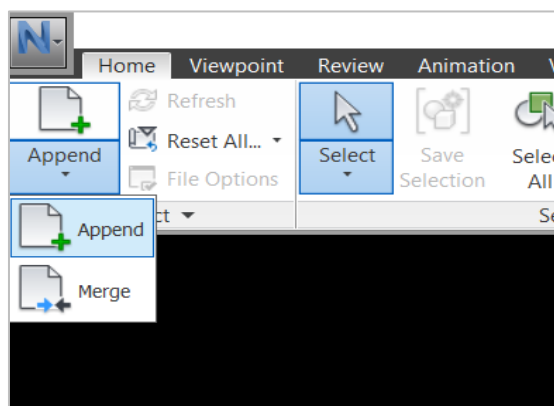 Home Viewpoint Review Animation
Refresh
Reset All...
File Options
Append
Select
Save
Selection
All
Append
Merge